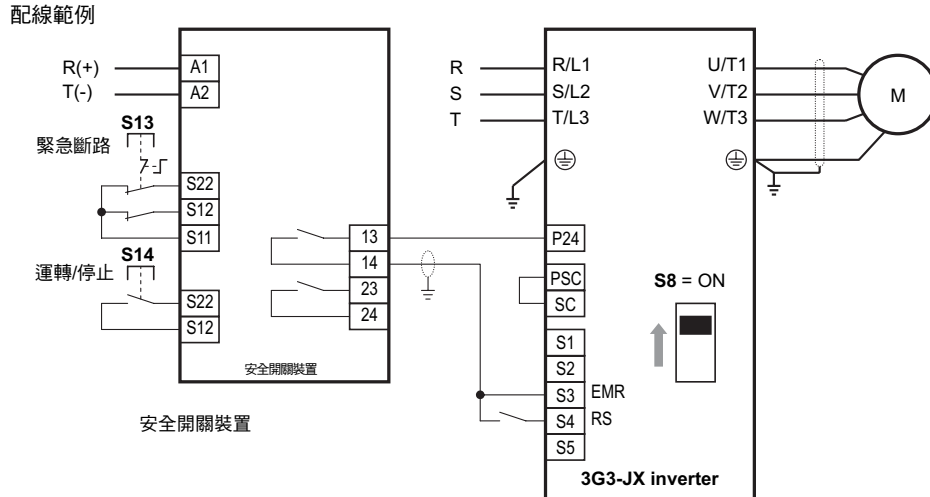 配線範例
R(+)
T(-)
A1
A2
S13
緊急斷路
S22
S12
S11
S14
運轉/停止
S22
S12
13
14
23
24
安全開關裝置
安全開關裝置
R
S
T
R/L1
S/L2
T/L3
U/T1
V/T2
W/T3
M
P24
PSC
SC
S8 = ON
S1
S2
S3
EMR
S4
RS
S5
3G3-JX inverter